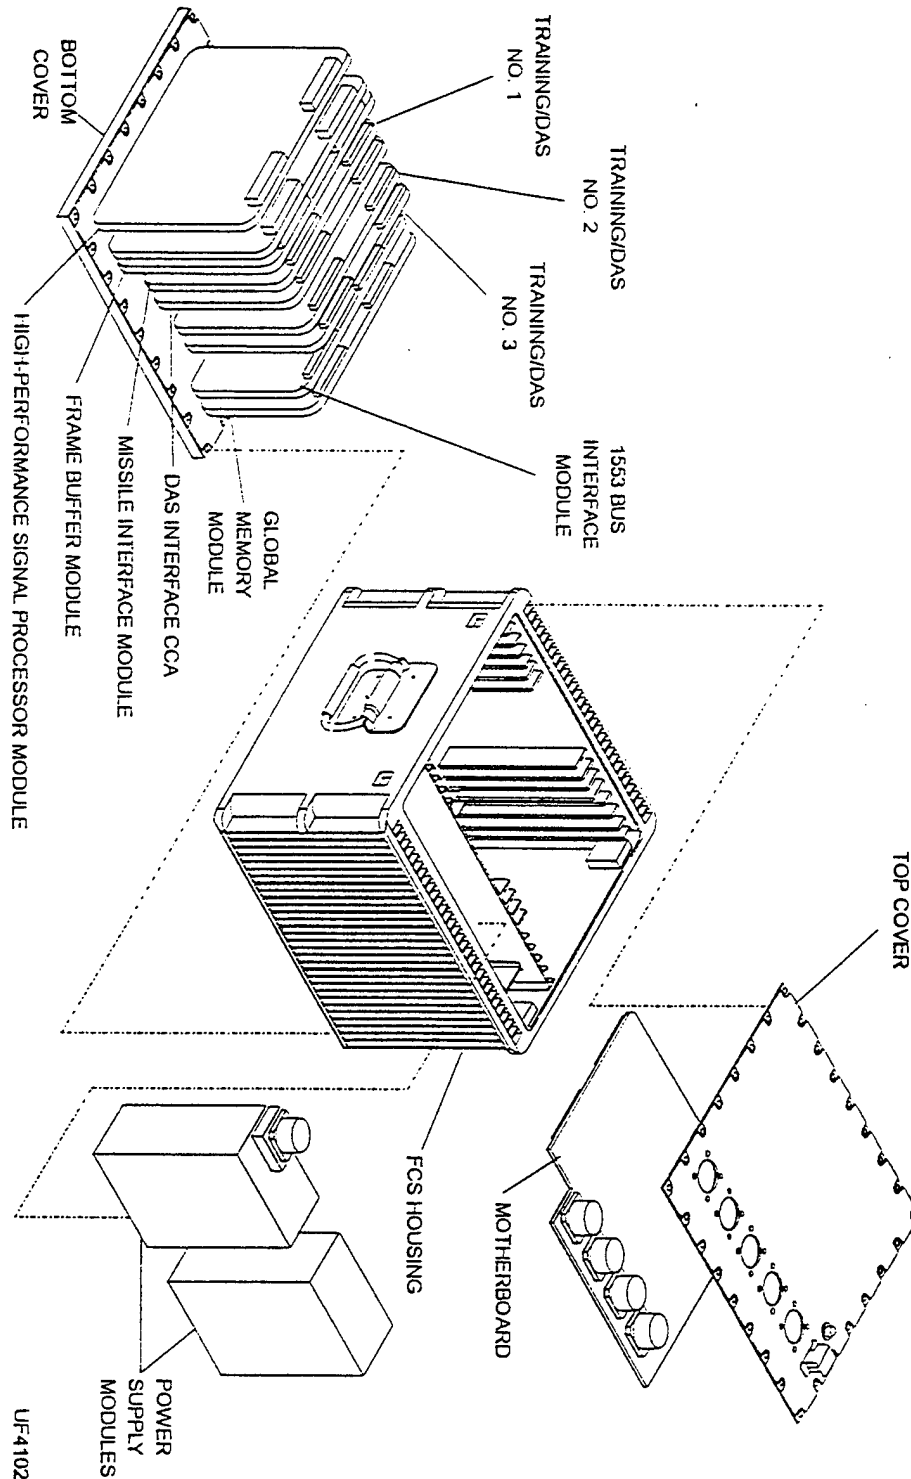 TOP COVER
MOTHERBOARD
FCS HOUSING
POWER
SUPPLY
MODULES
1553 BUS
INTERFACE
MODULE
TRAINING/DAS
NO. 3
TRAINING/DAS
NO. 2
TRAINING/DAS
NO. 1
BOTTOM
COVER
GLOBAL
MEMORY
MODULE
DAS INTERFACE CCA
MISSILE INTERFACE MODULE
FRAME BUFFER MODULE
HIGH-PERFORMANCE SIGNAL PROCESSOR MODULE
UF4102